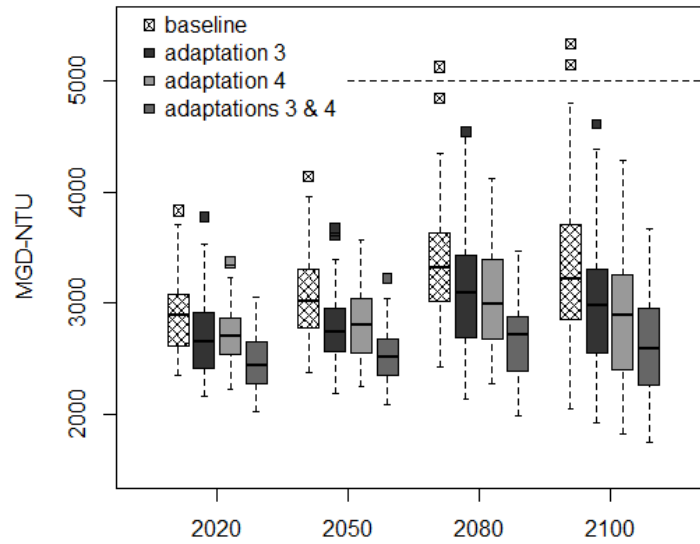 baseline
adaptation 3
adaptation 4
adaptations 3 & 4
MGD-NTU
5000
4000
3000
2000
2020
2050
2080
2100